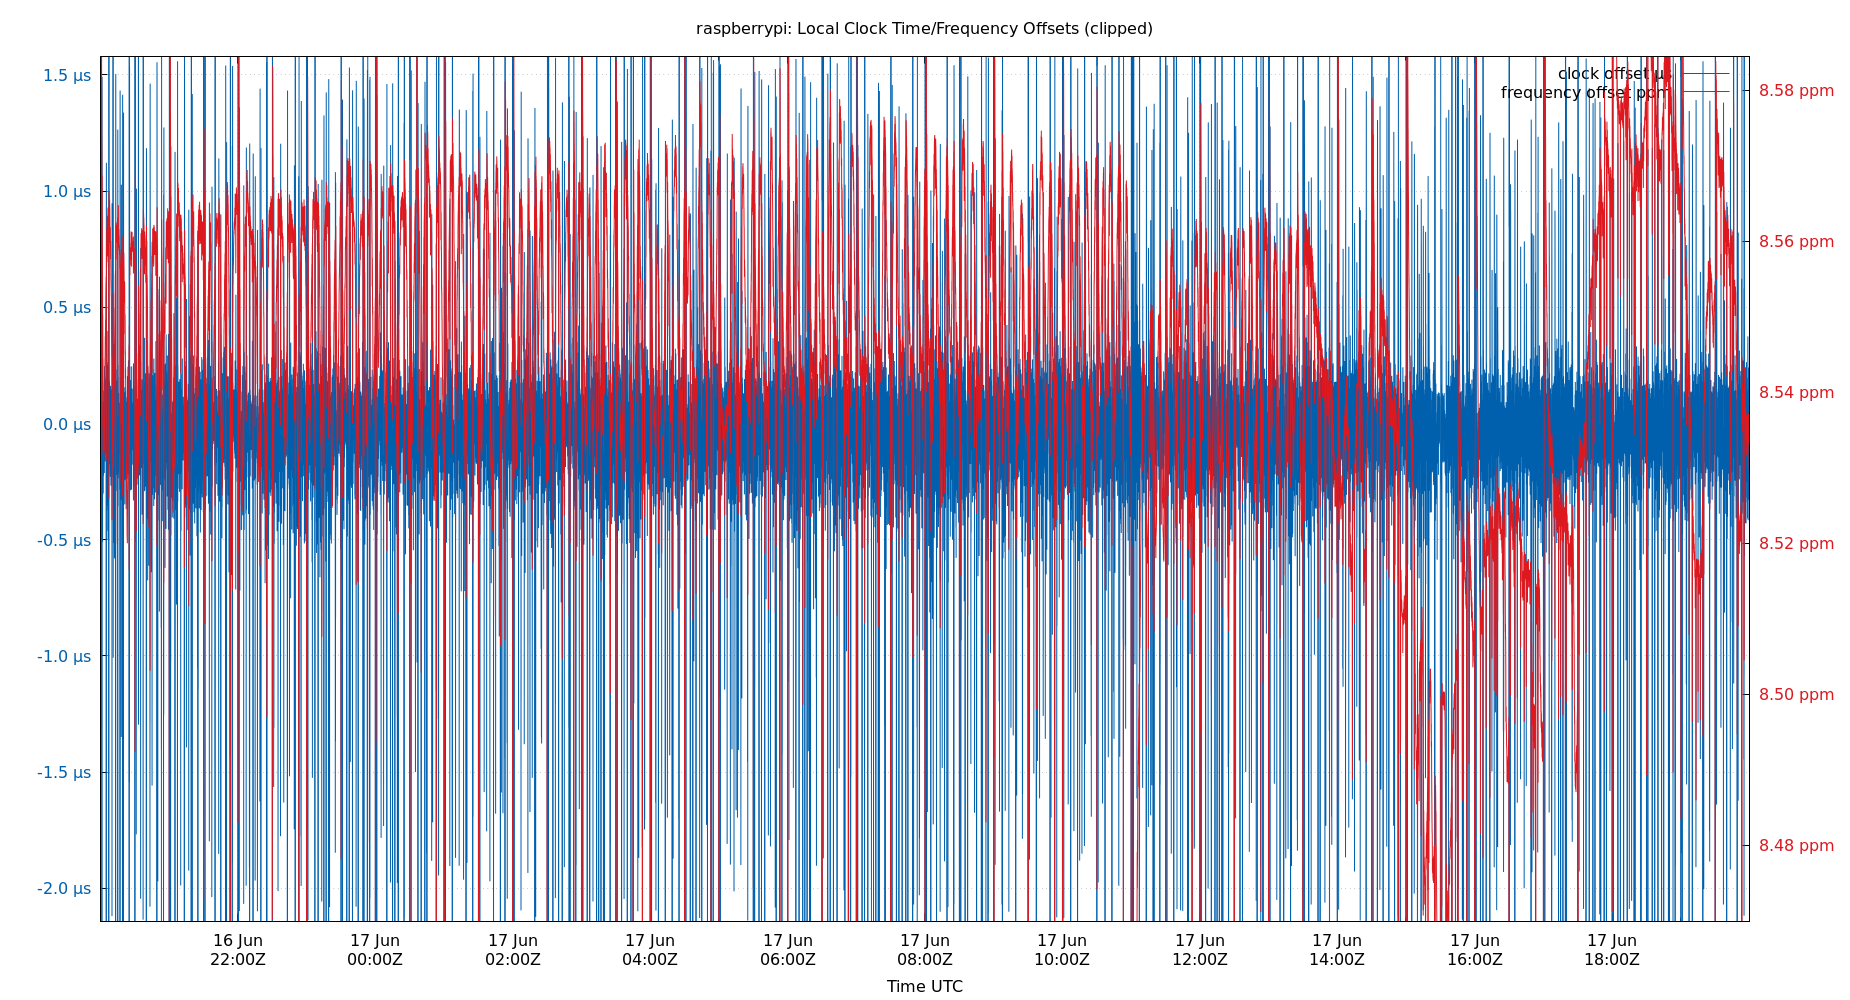 raspberrypi: Local Clock Time/Frequency Offsets (clipped)
1.5 µs
1.0 µs
0.5 µs
0.0 µs
-0.5 µs
-1.0 µs
-1.5 µs
-2.0 µs
clock offset µs
frequency offset ppm
8.58 ppm
8.56 ppm
8.54 ppm
8.52 ppm
8.50 ppm
8.48 ppm
16 Jun 17 Jun 17 Jun 17 Jun 17 Jun 17 Jun 17 Jun 17 Jun 17 Jun 17 Jun 17 Jun
22:00Z 00:00Z 02:00Z 04:00Z 06:00Z 08:00Z 10:00Z 12:00Z 14:00Z 16:00Z 18:00Z
Time UTC